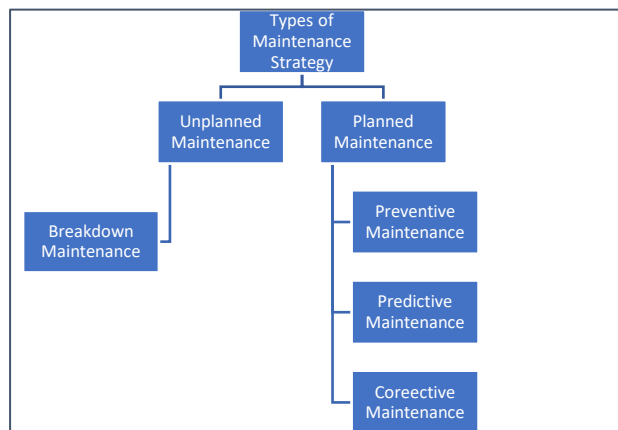 Types of
Maintenance
Strategy
Unplanned
Maintenance
Planned
Maintenance
Breakdown
Maintenance
Preventive
Maintenance
Predictive
Maintenance
Coreective
Maintenance